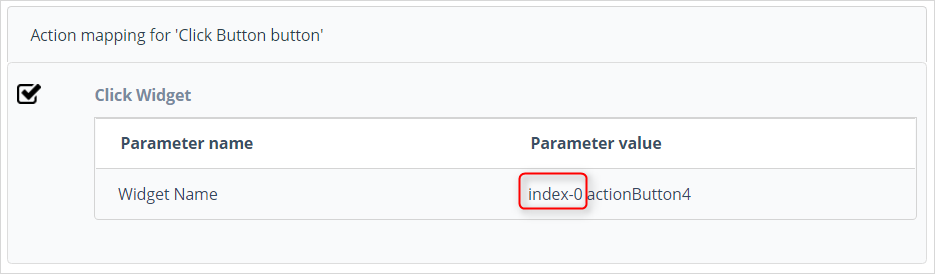 Action mapping for 'Click Button button'
Click Widget
Parameter name Parameter value
Widget Name index-0 actionButton4